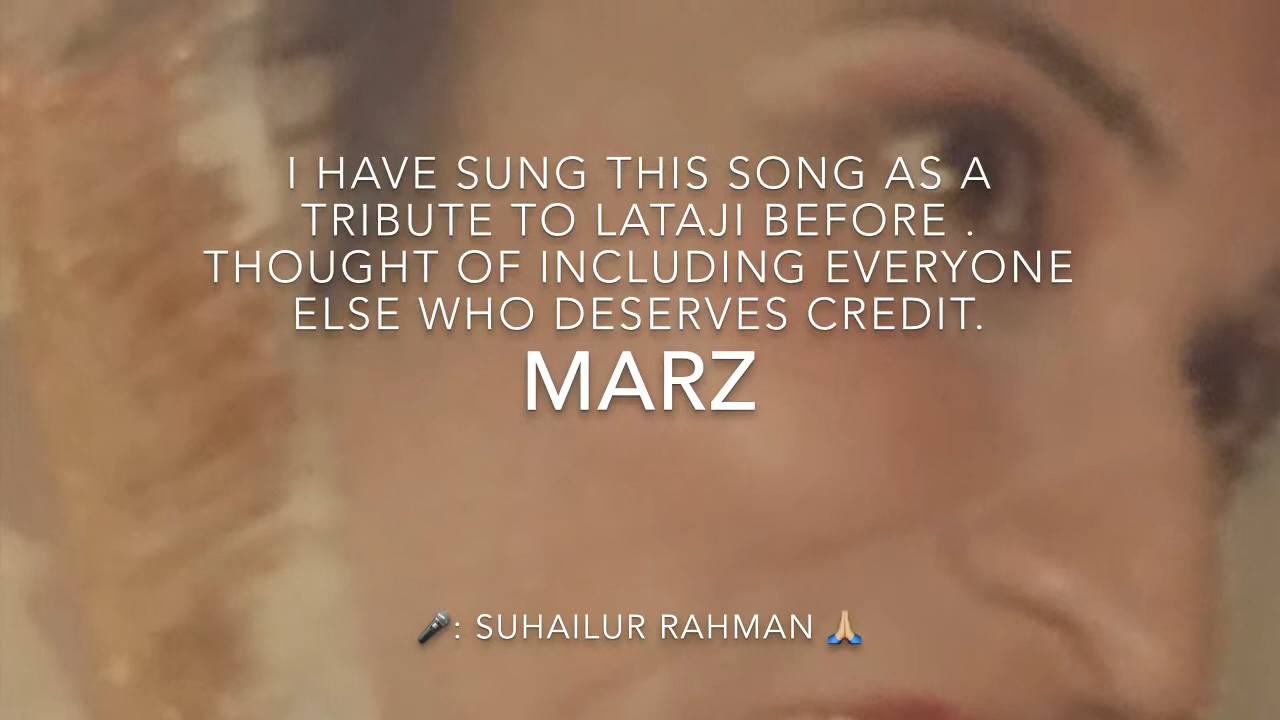 I HAVE SUNG THIS SONG AS A
TRIBUTE TO LATAJI BEFORE .
THOUGHT OF INCLUDING EVERYONE
ELSE WHO DESERVES CREDIT.
MARZ
🎤: SUHAILUR RAHMAN 🙏🏼